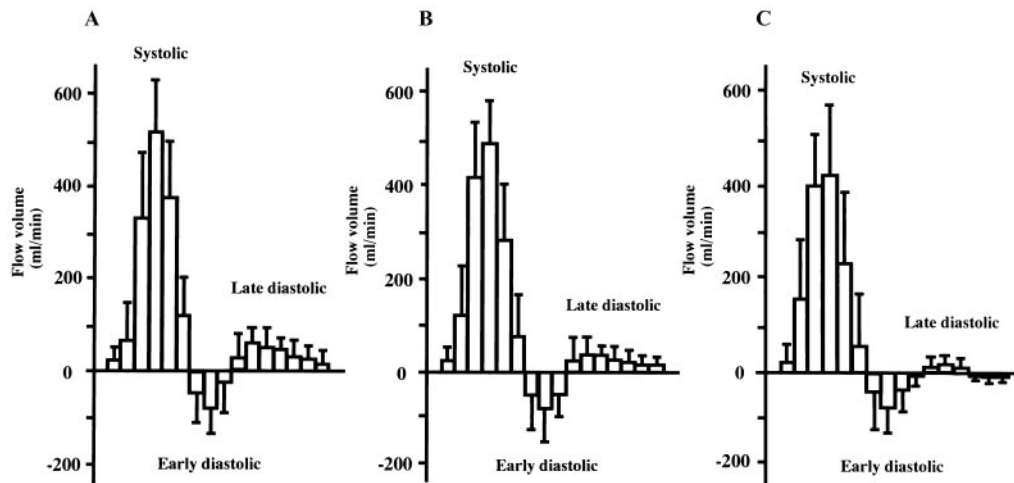 A
Systolic
600
400
200
0
-200
Flow volume
(ml/min)
Late diastolic
Early diastolic
B
Systolic
600
400
200
0
-200
Flow volume
(ml/min)
Late diastolic
Early diastolic
C
Systolic
600
400
200
0
-200
Flow volume
(ml/min)
Late diastolic
Early diastolic